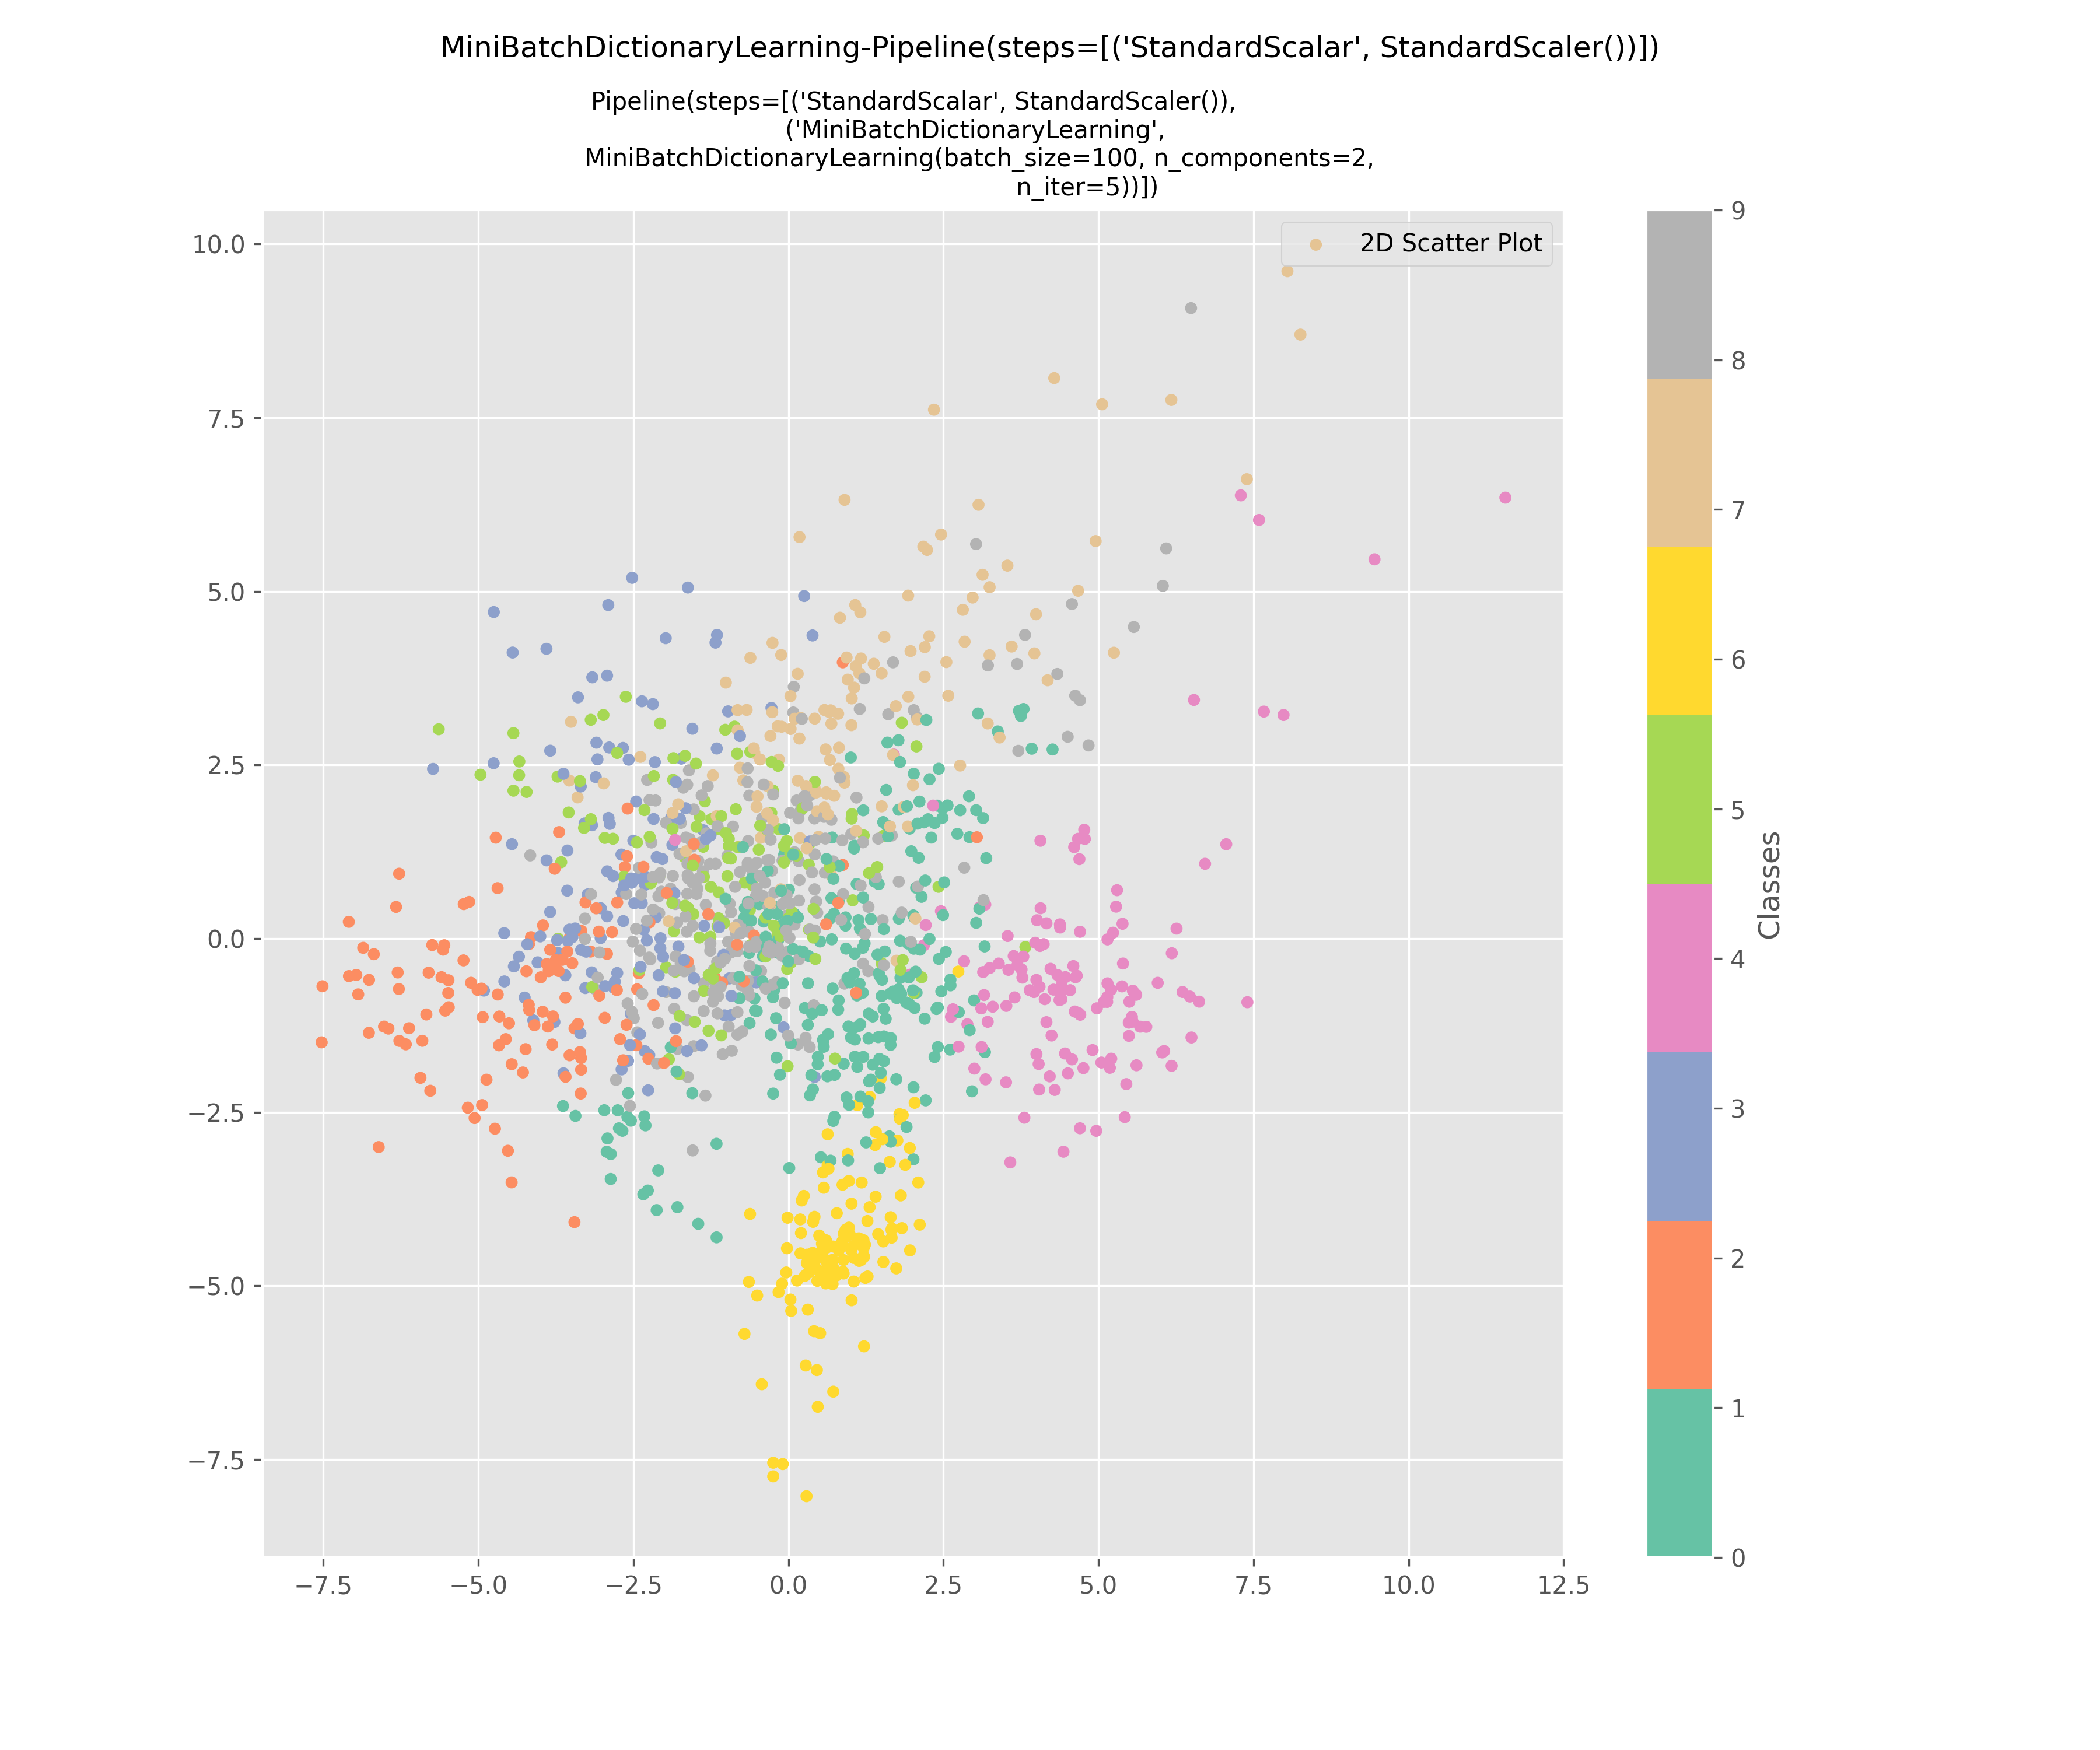 MiniBatchDictionaryLearning-Pipeline(steps=[('StandardScalar', StandardScaler())])
Pipeline(steps=[('StandardScalar', StandardScaler()),
('MiniBatchDictionaryLearning',
MiniBatchDictionaryLearning(batch_size=100, n_components=2,
n_iter=5))])
2D Scatter Plot
10.0
7.5
5.0
2.5
0.0
−2.5
−5.0
−7.5
−7.5 −5.0 −2.5 0.0 2.5 5.0 7.5 10.0 12.5
9
8
7
6
5
4
3
2
1
0
Classes